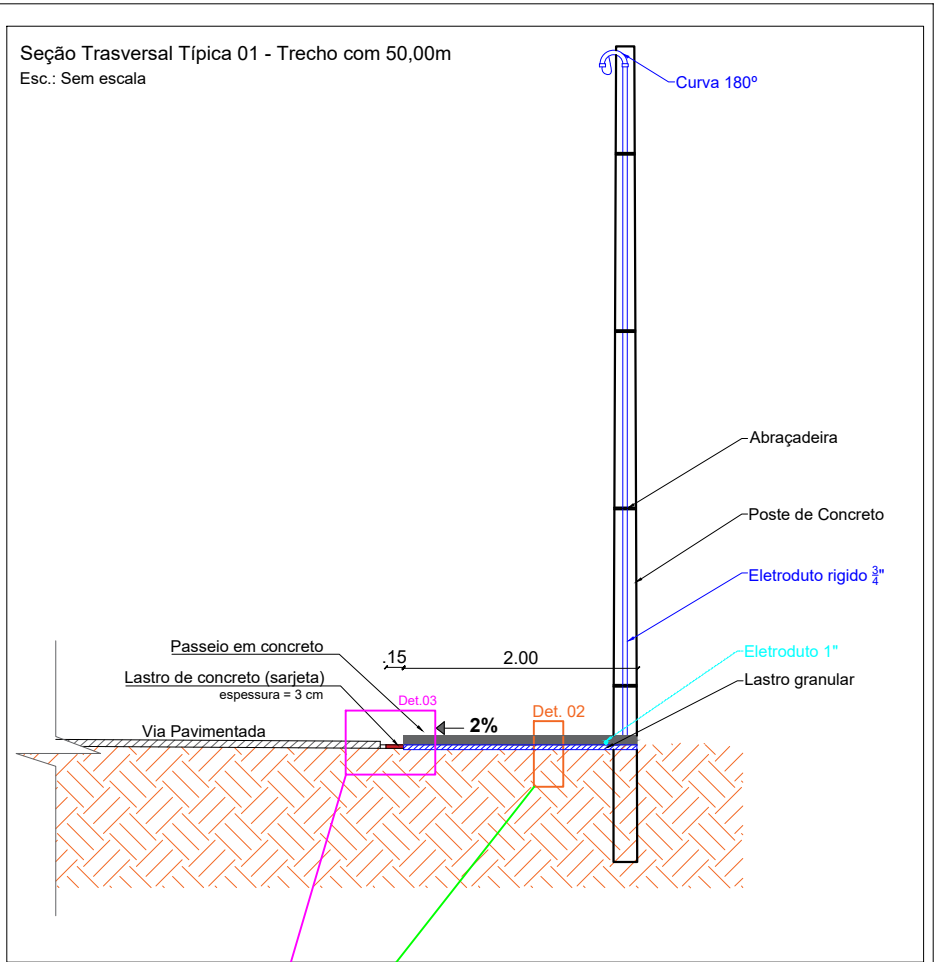 Seção Trasversal Típica 01 - Trecho com 50,00m
Esc.: Sem escala
Curva 180º
Abraçadeira
Poste de Concreto
Eletroduto rigido 3/4"
Passeio em concreto
.15
2.00
Eletroduto 1"
Lastro de concreto (sarjeta)
espessura = 3 cm
Lastro granular
Det.03
Det. 02
2%
Via Pavimentada